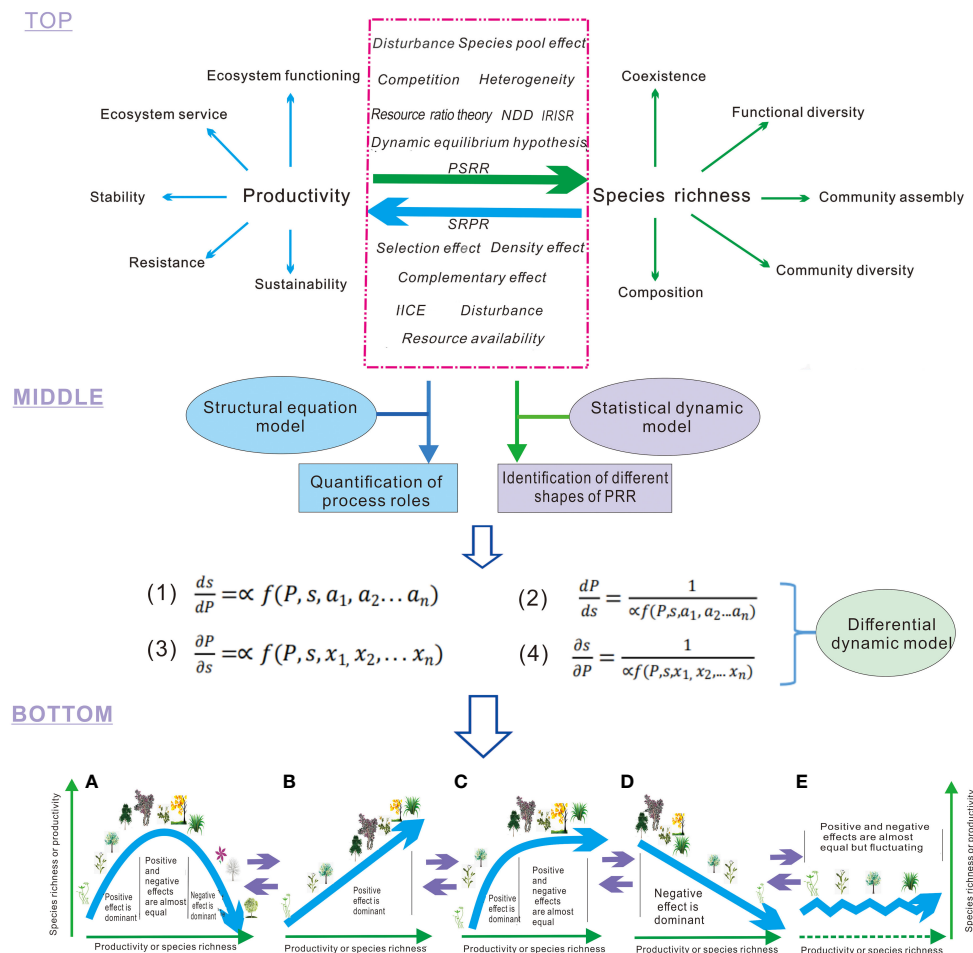 TOP
Disturbance Species pool effect
Competition Heterogeneity
Resource ratio theory NDD IRISR
Dynamic equilibrium hypothesis
PSRR
SRPR
Selection effect Density effect
Complementary effect
IICE Disturbance
Resource availability
Ecosystem functioning
Ecosystem service
Stability
Productivity
Resistance
Sustainability
Coexistence
Functional diversity
Species richness
Community assembly
Community diversity
Composition
MIDDLE
Structural equation
model
Statistical dynamic
model
Quantification of
process roles
Identification of different
shapes of PRR
(1) ds/dP =∝ f(P, s, a₁, a₂… aₙ)
(2) dP/ds = 1/∝f(P,s,a₁, a₂…aₙ)
(3) ∂P/∂s =∝ f(P, s, x₁, x₂, … xₙ)
(4) ∂s/∂P = 1/∝f(P,s,x₁, x₂,… xₙ)
Differential
dynamic model
BOTTOM
A
B
C
D
E
Species richness or productivity
Positive
effect is
dominant
Positive
and
negative
effects
are almost
equal
Negative
effect is
dominant
Productivity or species richness
Positive effect is
dominant
Productivity or species richness
Positive
effect is
dominant
Positive
and
negative
effects
are almost
equal
Productivity or species richness
Negative
effect is
dominant
Productivity or species richness
Positive and negative
effects are almost
equal but fluctuating
Productivity or species richness
Species richness or productivity